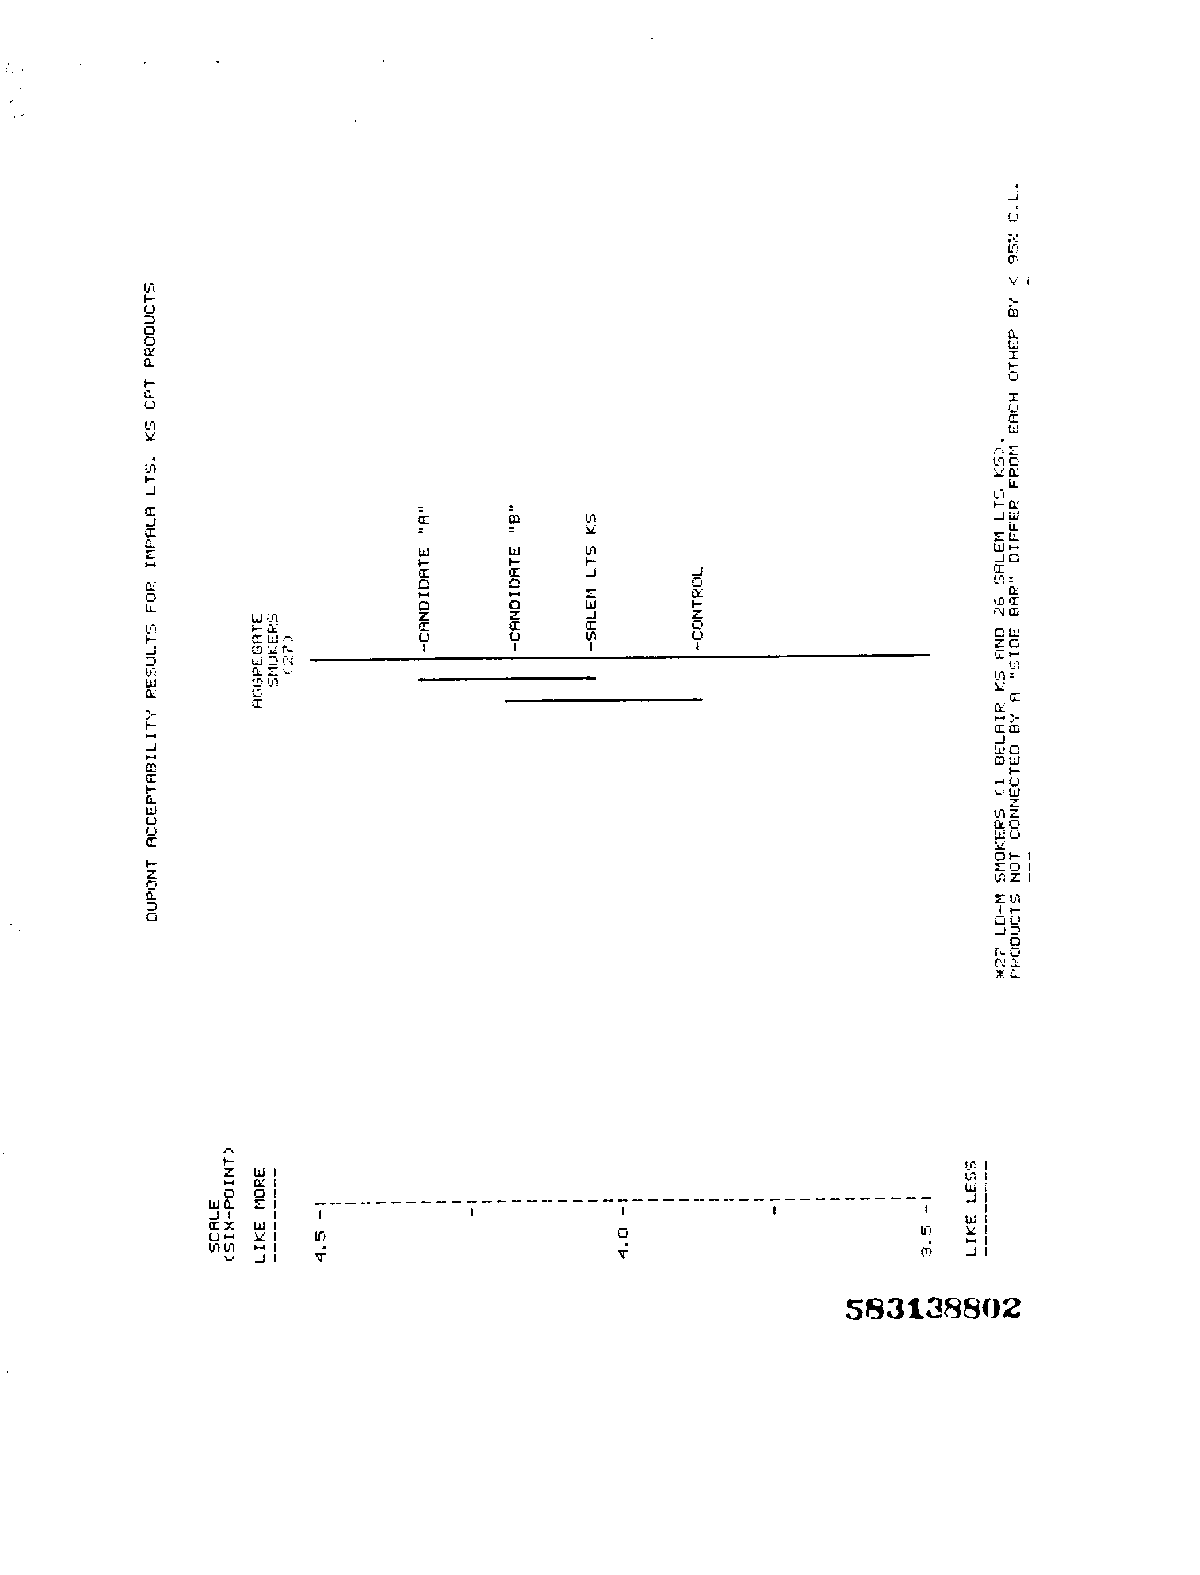 DUPONT ACCEPTABILITY RESULTS FOR IMPALA LTS. KS CPT PRODUCTS
SCALE
(SIX-POINT)
LIKE MORE
AGGREGATE
SMOKERS
(27)
4.5
-CANDIDATE "A"
-CANDIDATE "B"
-SALEM LTS KS
4.0
-CONTROL
3.5
LIKE LESS
*27 LD-M SMOKERS (1 BELAIR KS AND 26 SALEM LTS KS).
PRODUCTS NOT CONNECTED BY A "SIDE BAR" DIFFER FROM EACH OTHER BY < 95% C.L.
583138802